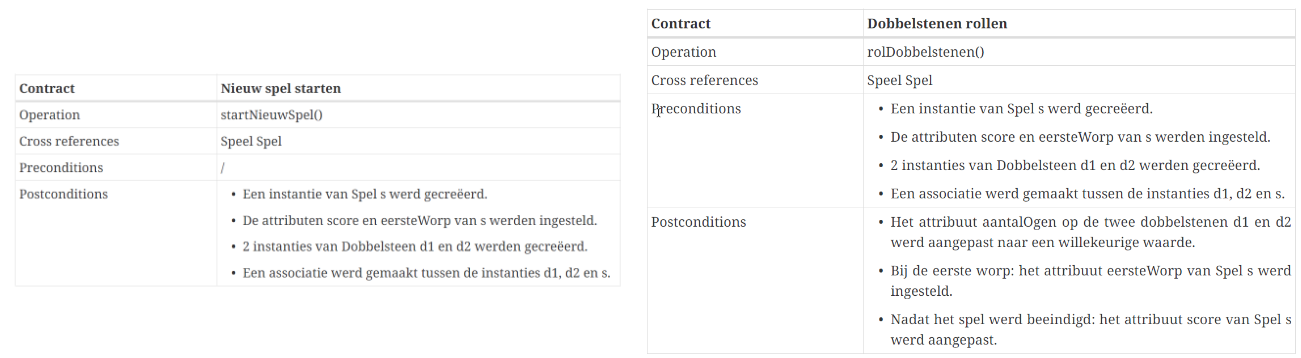 Contract Nieuw spel starten
Operation startNieuwSpel()
Cross references Speel Spel
Preconditions /
Postconditions • Een instantie van Spel s werd gecreëerd.
• De attributen score en eersteWorp van s werden ingesteld.
• 2 instanties van Dobbelsteen d1 en d2 werden gecreëerd.
• Een associatie werd gemaakt tussen de instanties d1, d2 en s.
Contract Dobbelstenen rollen
Operation rolDobbelstenen()
Cross references Speel Spel
Preconditions • Een instantie van Spel s werd gecreëerd.
• De attributen score en eersteWorp van s werden ingesteld.
• 2 instanties van Dobbelsteen d1 en d2 werden gecreëerd.
• Een associatie werd gemaakt tussen de instanties d1, d2 en s.
Postconditions • Het attribuut aantalOgen op de twee dobbelstenen d1 en d2
werd aangepast naar een willekeurige waarde.
• Bij de eerste worp: het attribuut eersteWorp van Spel s werd
ingesteld.
• Nadat het spel werd beeindigd: het attribuut score van Spel s
werd aangepast.